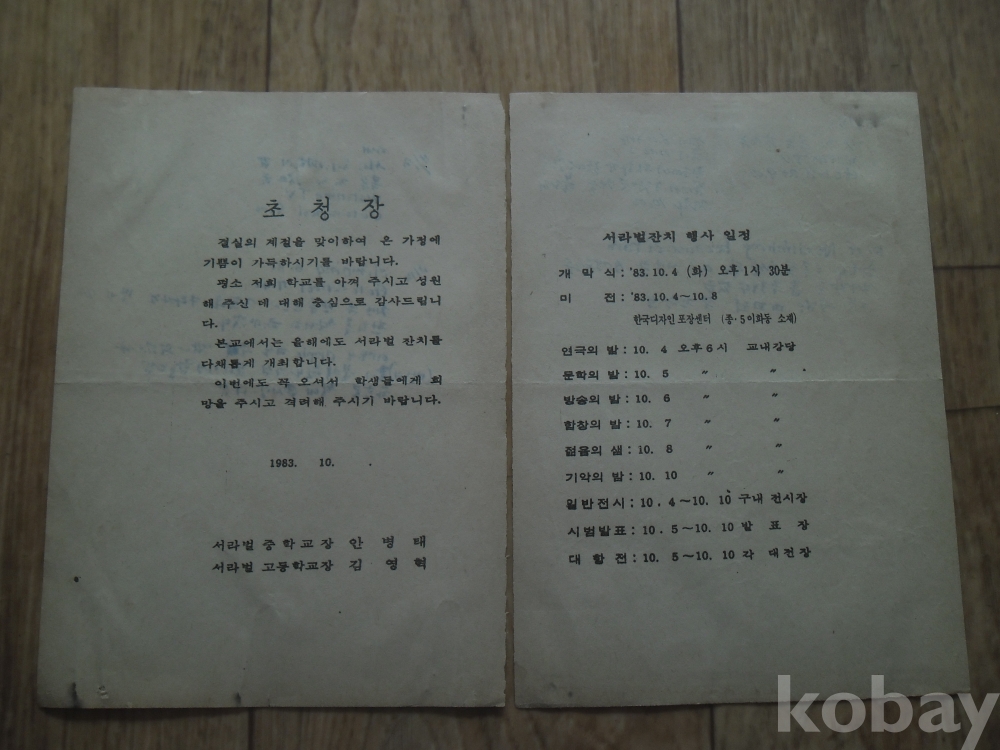 초 청 장
결실의 계절을 맞이하여 온 가정에
기쁨이 가득하시기를 바랍니다.
평소 저희 학교를 아껴 주시고 성원
해 주신 데 대해 충심으로 감사드립니
다.
본교에서는 올해에도 서라벌 잔치를
다채롭게 개최합니다.
이번에도 꼭 오셔서 학생들에게 희
망을 주시고 격려해 주시기 바랍니다.
1983. 10.
서라벌 중학교장 안 병 태
서라벌 고등학교장 김 영 혁
서라벌잔치 행사 일정
개 막 식 : '83. 10. 4 (화) 오후 1시 30분
미 전 : '83. 10. 4~10. 8
한국디자인 포장센터 (종·5 이화동 소재)
연극의 밤 : 10. 4 오후 6시 교내강당
문학의 밤 : 10. 5 〃 〃
방송의 밤 : 10. 6 〃 〃
합창의 밤 : 10. 7 〃 〃
젊음의 샘 : 10. 8 〃 〃
기악의 밤 : 10. 10 〃 〃
일반전시 : 10. 4~10. 10 구내 전시장
시범발표 : 10. 5~10. 10 발 표 장
대 항 전 : 10. 5~10. 10 각 대전장
kobay